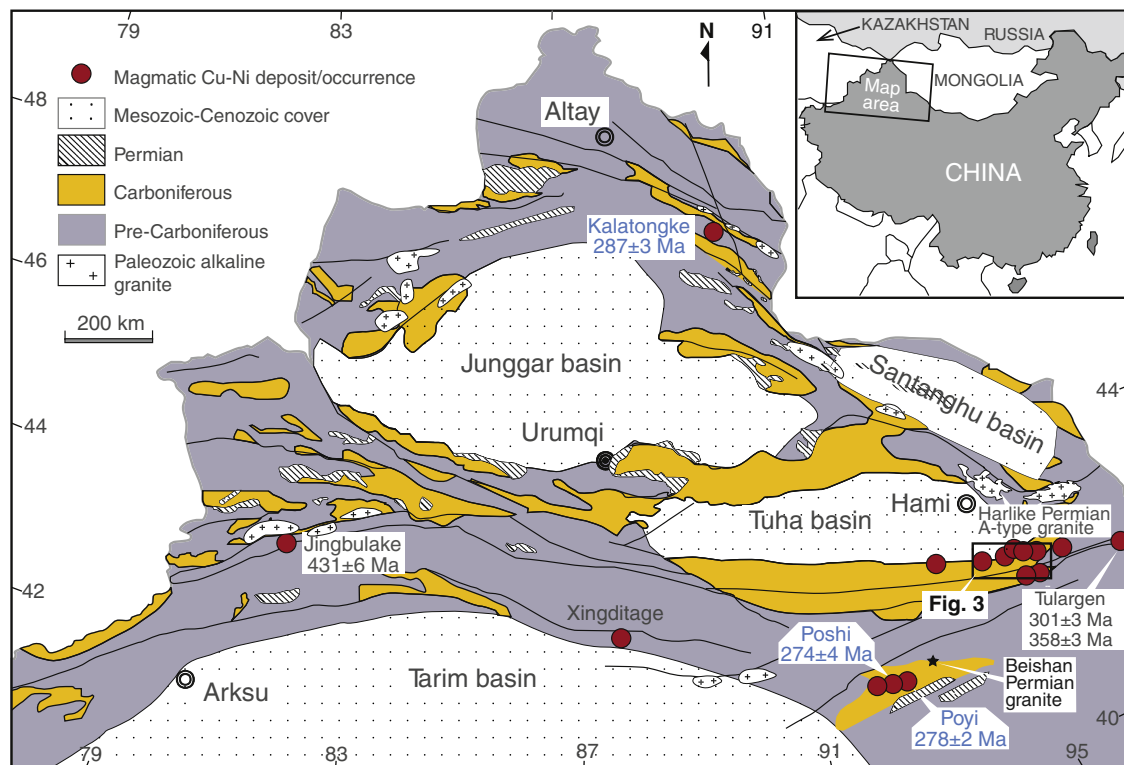 79
83
N
91
KAZAKHSTAN
RUSSIA
MONGOLIA
Map
area
CHINA
Magmatic Cu-Ni deposit/occurrence
Mesozoic-Cenozoic cover
Permian
Carboniferous
Pre-Carboniferous
Paleozoic alkaline
granite
200 km
48
46
44
42
Altay
Kalatongke
287±3 Ma
Junggar basin
Santanghu basin
44
Urumqi
Hami
Tuha basin
Harlike Permian
A-type granite
Jingbulake
431±6 Ma
Fig. 3
Tulargen
301±3 Ma
358±3 Ma
Xingditage
Poshi
274±4 Ma
Beishan
Permian
granite
Arksu
Tarim basin
Poyi
278±2 Ma
40
79
83
87
91
95